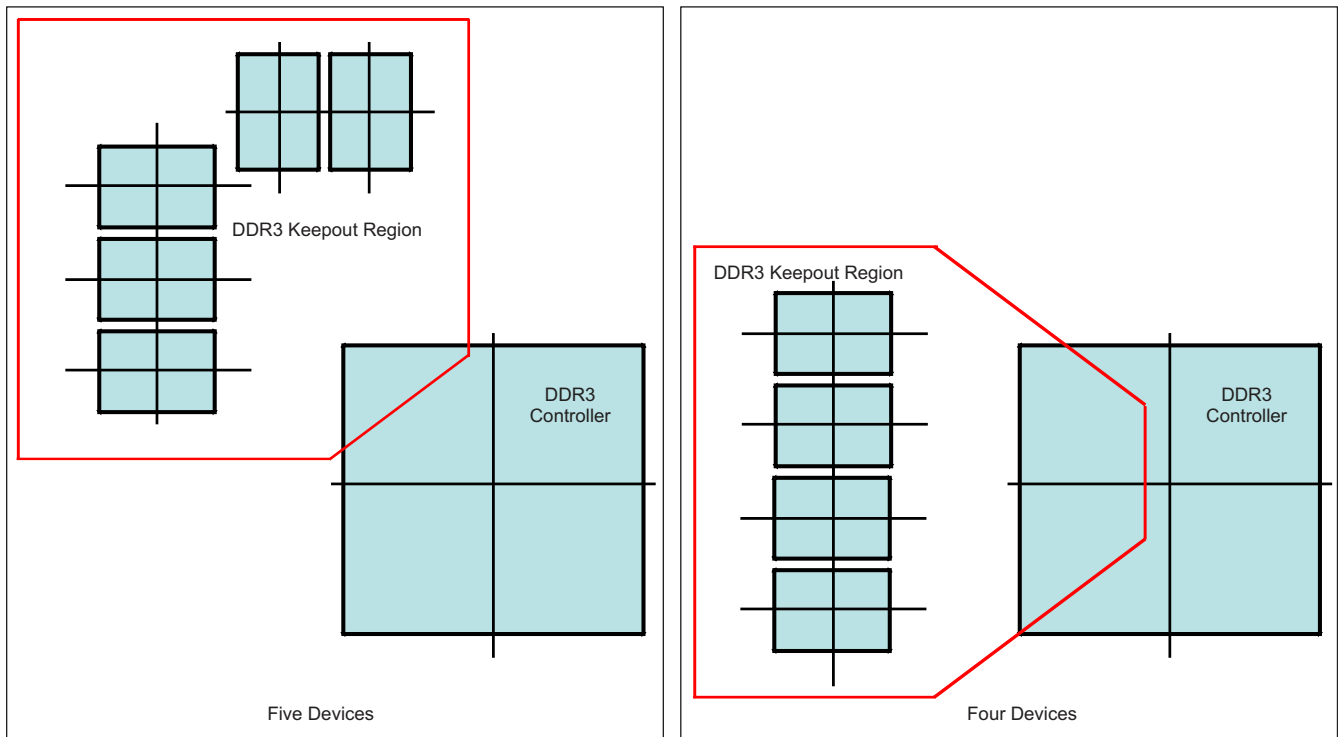 DDR3 Keepout Region
DDR3
Controller
Five Devices
DDR3 Keepout Region
DDR3
Controller
Four Devices